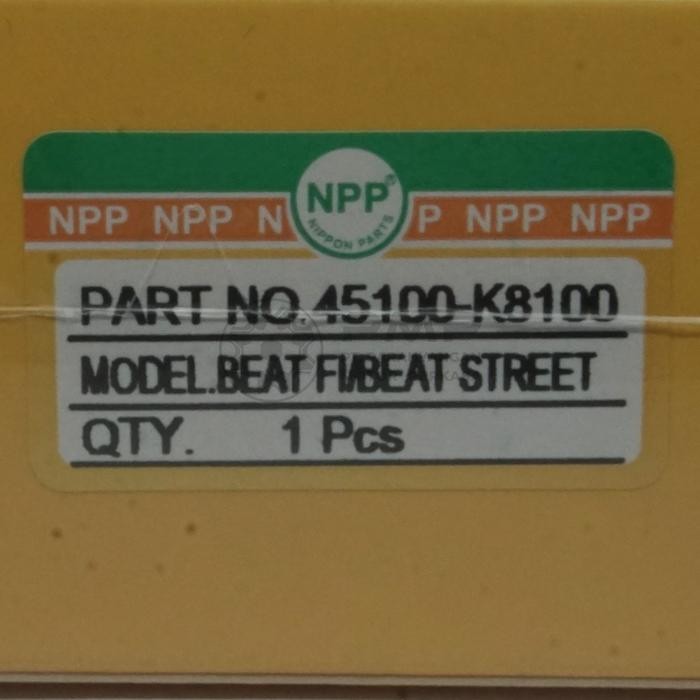 NPP®
NIPPON PARTS
NPP NPP N P NPP NPP
PART NO.45100-K8100
MODEL.BEAT FI/BEAT STREET
QTY. 1 Pcs